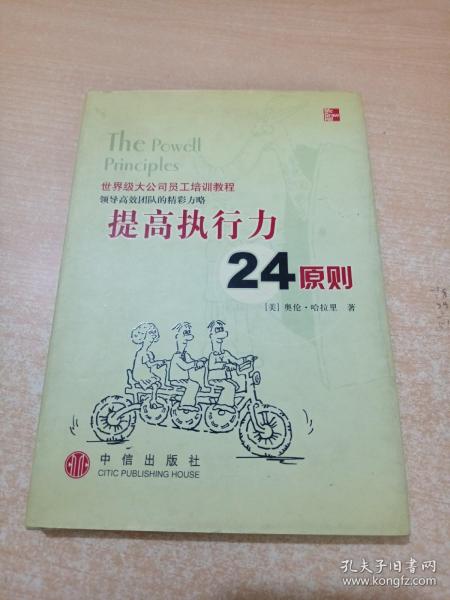 Mc
Graw
Hill
The Powell
Principles
世界级大公司员工培训教程
领导高效团队的精彩方略
提高执行力
24原则
[美] 奥伦·哈拉里 著
中信出版社
CITIC PUBLISHING HOUSE
孔夫子旧书网
www.kongfz.com